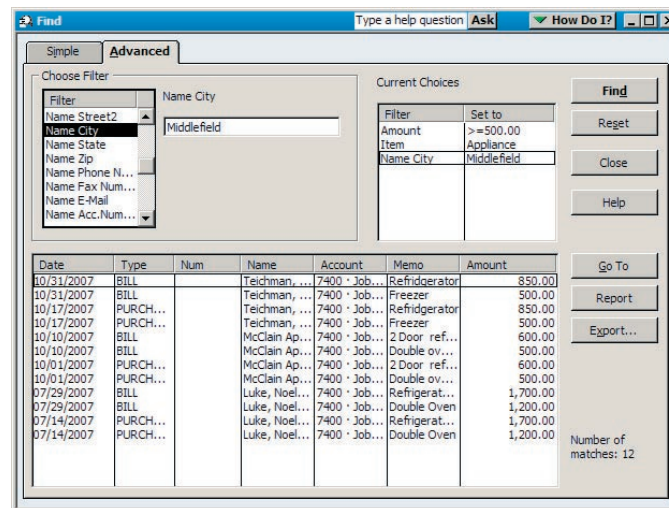 Find Type a help question Ask How Do I?
Simple Advanced
Choose Filter
Filter
Name Street2
Name City
Name State
Name Zip
Name Phone N...
Name Fax Num...
Name E-Mail
Name Acc.Num...
Name City
Middlefield
Current Choices
Filter Set to
Amount >=500.00
Item Appliance
Name City Middlefield
Find
Reset
Close
Help
Date Type Num Name Account Memo Amount
10/31/2007 BILL Teichman, ... 7400 · Job... Refridgerator 850.00
10/31/2007 BILL Teichman, ... 7400 · Job... Freezer 500.00
10/17/2007 PURCH... Teichman, ... 7400 · Job... Refridgerator 850.00
10/17/2007 PURCH... Teichman, ... 7400 · Job... Freezer 500.00
10/10/2007 BILL McClain Ap... 7400 · Job... 2 Door ref... 600.00
10/10/2007 BILL McClain Ap... 7400 · Job... Double ov... 500.00
10/01/2007 PURCH... McClain Ap... 7400 · Job... 2 Door ref... 600.00
10/01/2007 PURCH... McClain Ap... 7400 · Job... Double ov... 500.00
07/29/2007 BILL Luke, Noel... 7400 · Job... Refrigerat... 1,700.00
07/29/2007 BILL Luke, Noel... 7400 · Job... Double Oven 1,200.00
07/14/2007 PURCH... Luke, Noel... 7400 · Job... Refrigerat... 1,700.00
07/14/2007 PURCH... Luke, Noel... 7400 · Job... Double Oven 1,200.00
Go To
Report
Export...
Number of
matches: 12